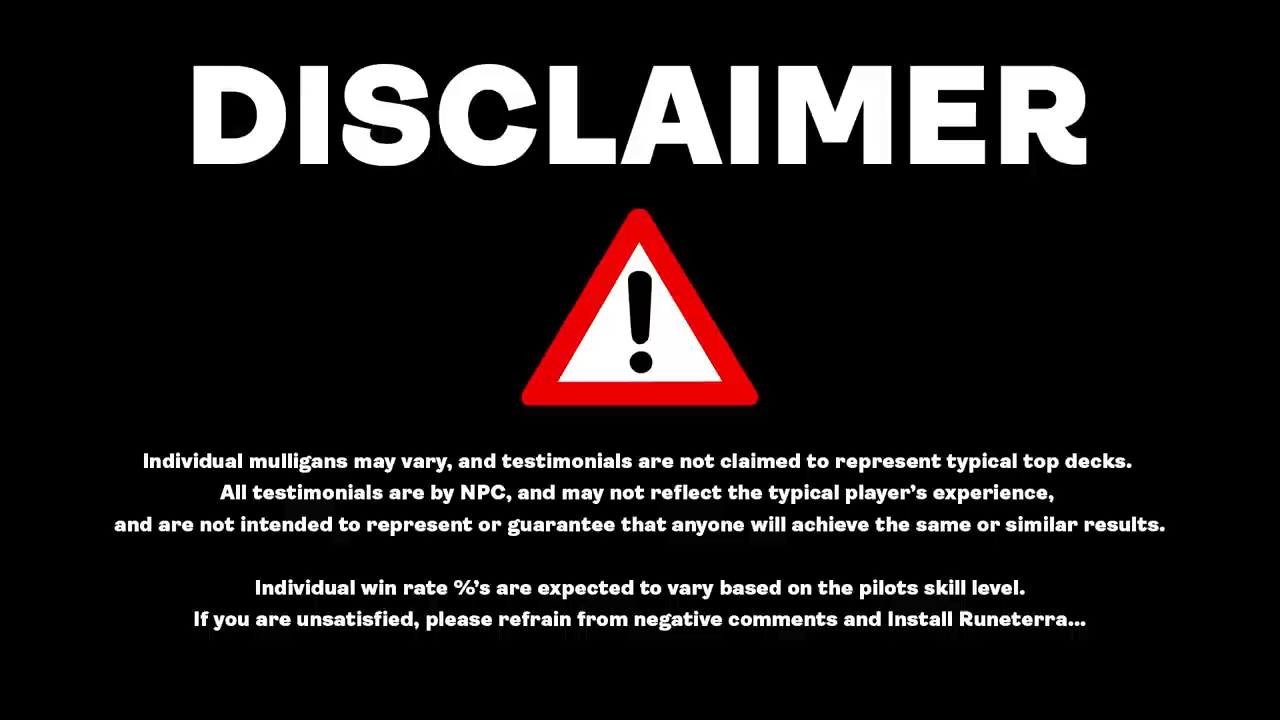 DISCLAIMER
Individual mulligans may vary, and testimonials are not claimed to represent typical top decks.
All testimonials are by NPC, and may not reflect the typical player's experience,
and are not intended to represent or guarantee that anyone will achieve the same or similar results.
Individual win rate %'s are expected to vary based on the pilots skill level.
If you are unsatisfied, please refrain from negative comments and Install Runeterra...